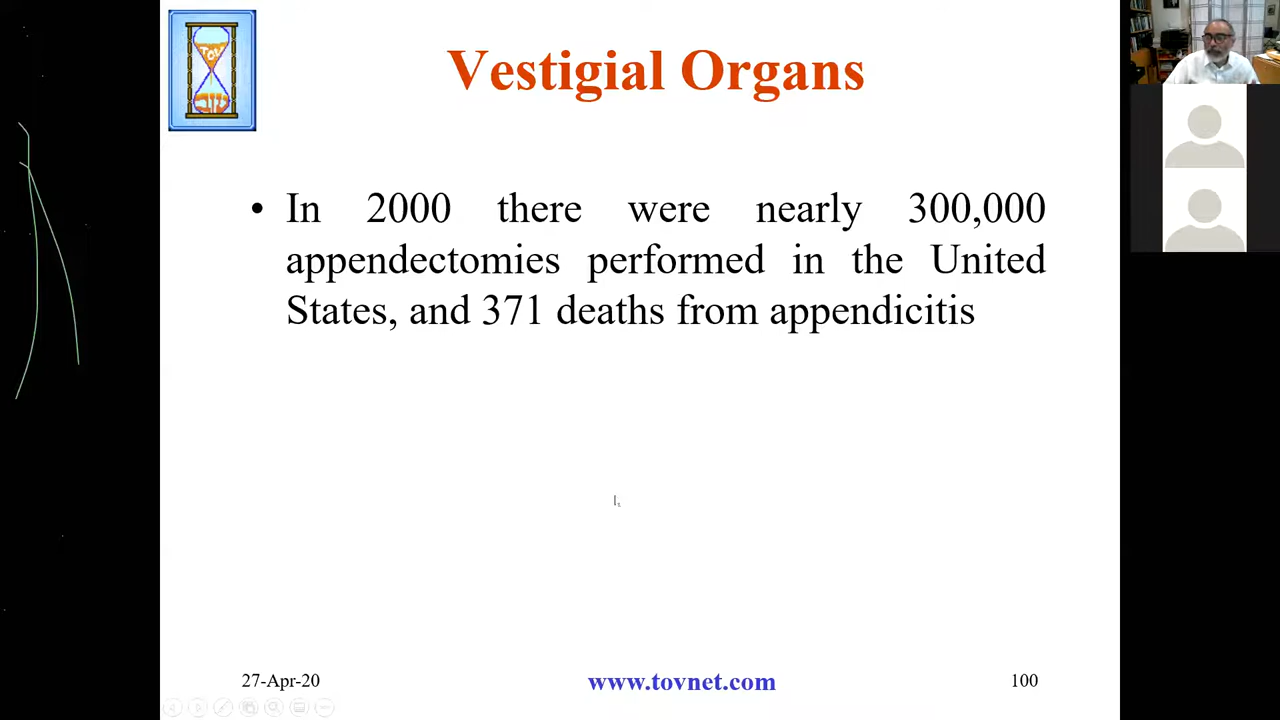 Vestigial Organs
• In 2000 there were nearly 300,000
appendectomies performed in the United
States, and 371 deaths from appendicitis
27-Apr-20
www.tovnet.com
100